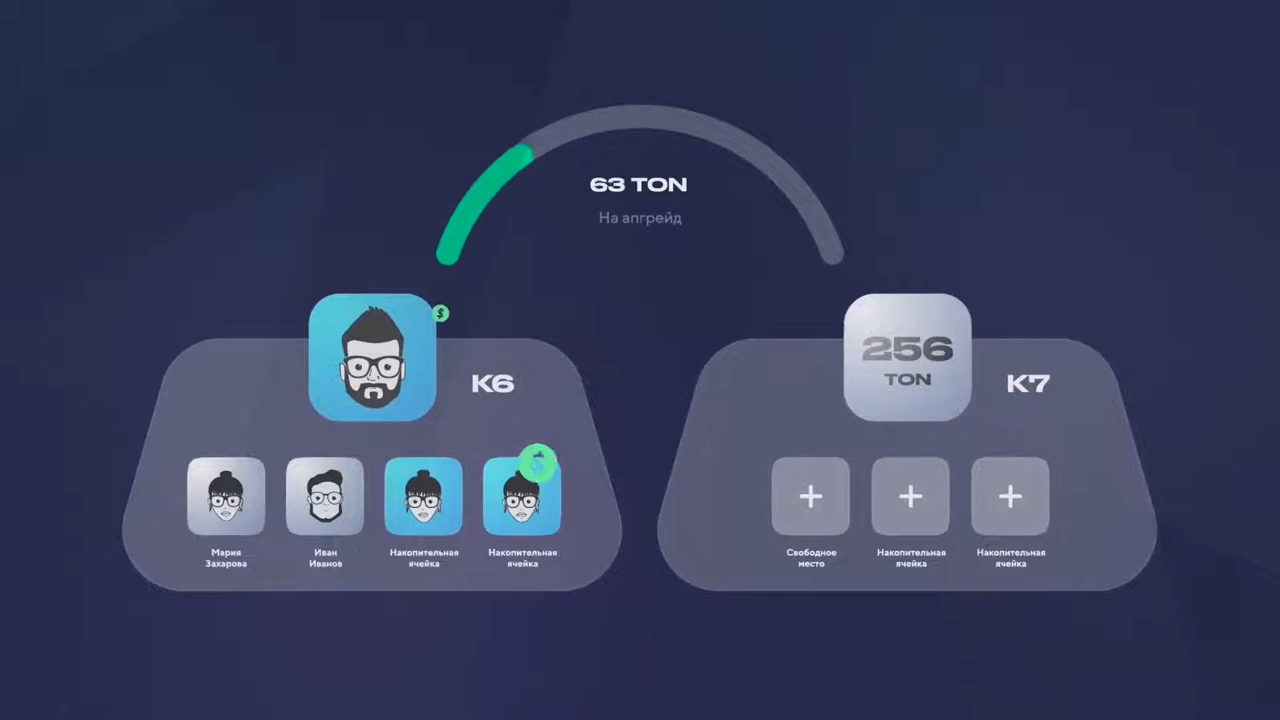 63 TON
На апгрейд
K6
256
TON
K7
Мария
Захарова
Иван
Иванов
Накопительная
ячейка
Накопительная
ячейка
Свободное
место
Накопительная
ячейка
Накопительная
ячейка